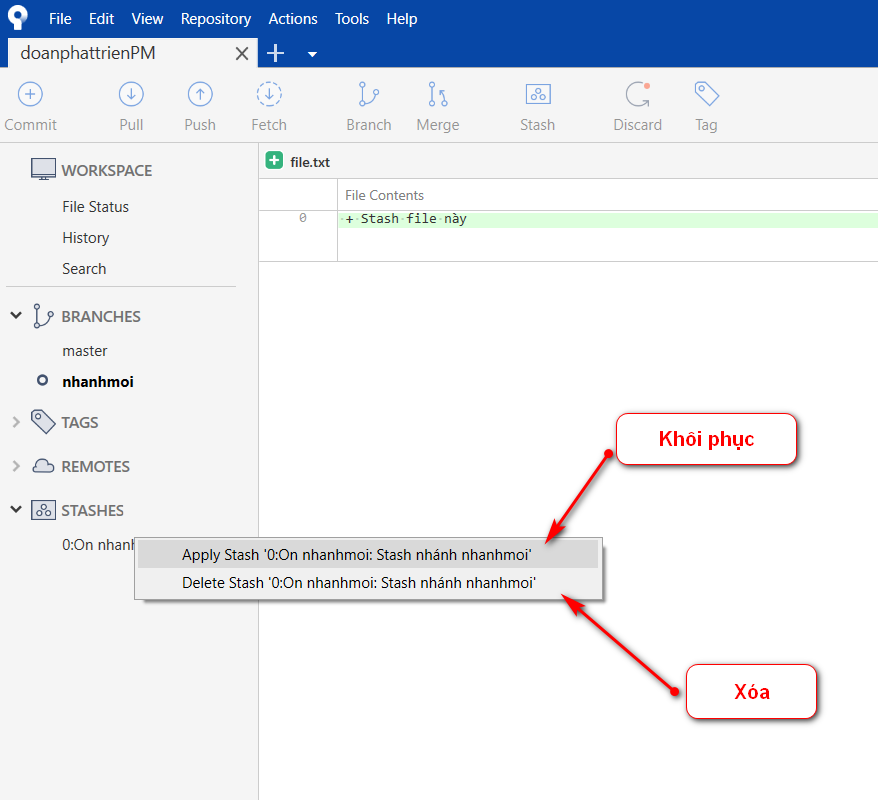 File Edit View Repository Actions Tools Help
doanphattrienPM
Commit Pull Push Fetch Branch Merge Stash Discard Tag
WORKSPACE
File Status
History
Search
BRANCHES
master
nhanhmoi
TAGS
REMOTES
STASHES
0:On nhanh
file.txt
File Contents
0 + Stash file này
Apply Stash '0:On nhanhmoi: Stash nhánh nhanhmoi'
Delete Stash '0:On nhanhmoi: Stash nhánh nhanhmoi'
Khôi phục
Xóa